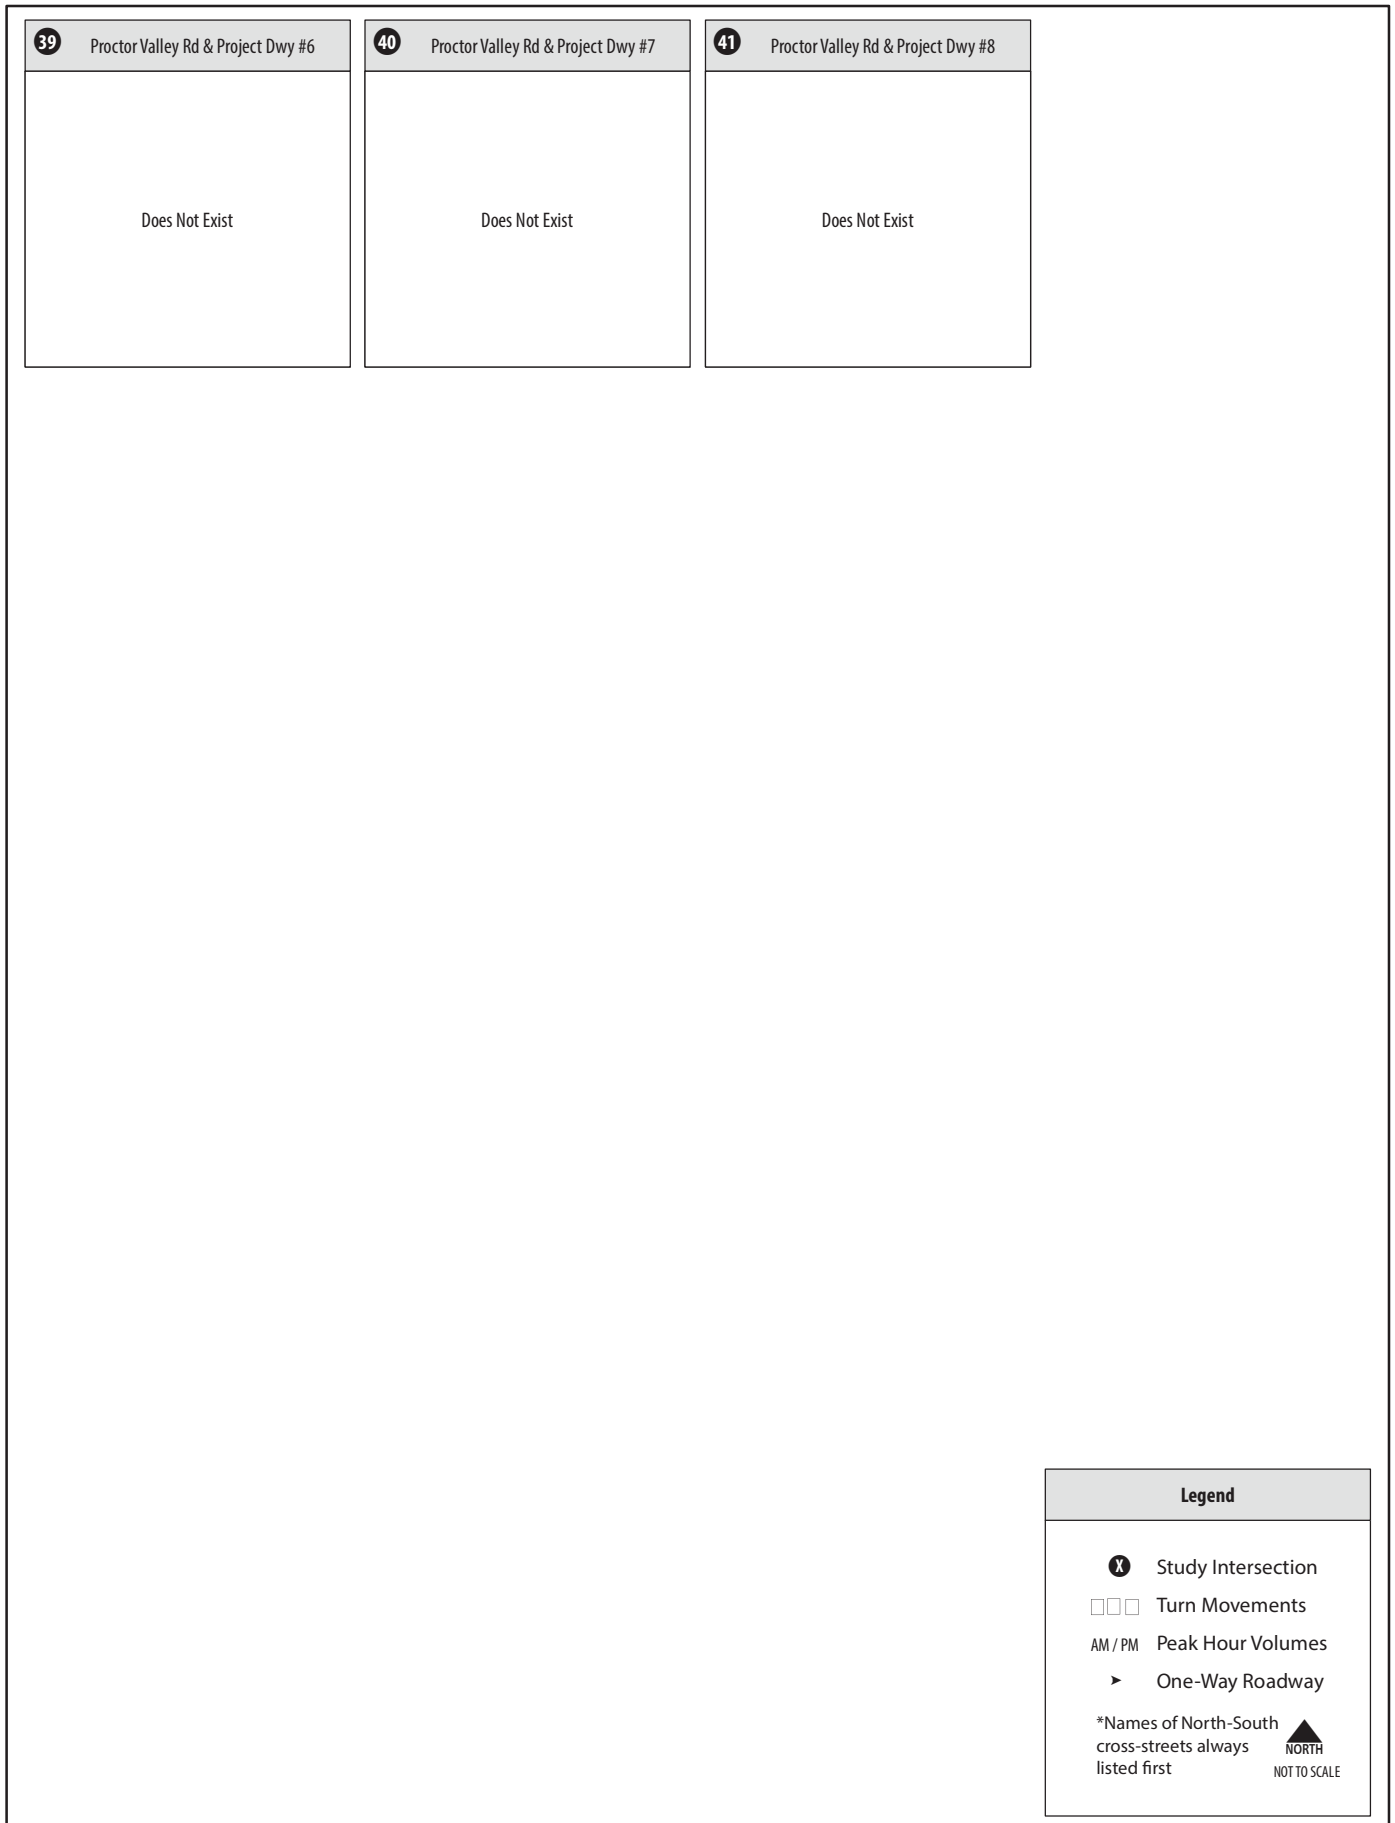 39 Proctor Valley Rd & Project Dwy #6
Does Not Exist
40 Proctor Valley Rd & Project Dwy #7
Does Not Exist
41 Proctor Valley Rd & Project Dwy #8
Does Not Exist
Legend
X Study Intersection
Turn Movements
AM / PM Peak Hour Volumes
One-Way Roadway
*Names of North-South
cross-streets always
listed first
NORTH
NOT TO SCALE